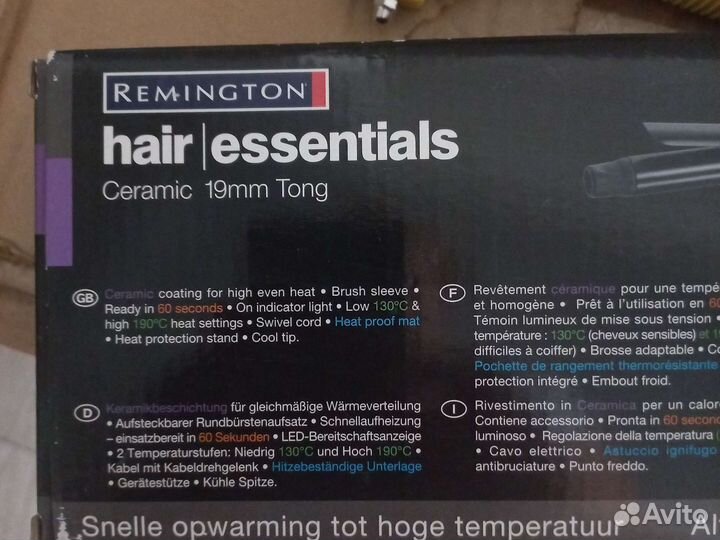 REMINGTON
hair essentials
Ceramic 19mm Tong
GB Ceramic coating for high even heat • Brush sleeve •
Ready in 60 seconds • On indicator light • Low 130°C &
high 190°C heat settings • Swivel cord • Heat proof mat
• Heat protection stand • Cool tip.
F Revêtement céramique pour une tempé
et homogène • Prêt à l'utilisation en 60
Témoin lumineux de mise sous tension •
température : 130°C (cheveux sensibles) et 1
difficiles à coiffer) • Brosse adaptable • Co
Pochette de rangement thermorésistante
protection intégré • Embout froid.
D Keramikbeschichtung für gleichmäßige Wärmeverteilung
• Aufsteckbarer Rundbürstenaufsatz • Schnellaufheizung
– einsatzbereit in 60 Sekunden • LED-Bereitschaftsanzeige
• 2 Temperaturstufen: Niedrig 130°C und Hoch 190°C •
Kabel mit Kabeldrehgelenk • Hitzebeständige Unterlage
• Gerätestütze • Kühle Spitze.
I Rivestimento in Ceramica per un calor
Contiene accessorio • Pronta in 60 second
luminoso • Regolazione della temperatura (
• Cavo elettrico • Astuccio ignifugo
antibruciature • Punto freddo.
Snelle opwarming tot hoge temperatuur Al
Avito